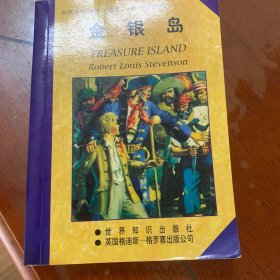 金银岛
TREASURE ISLAND
Robert Louis Stevenson
● 世界知识出版社
● 英国格迪斯—格罗塞出版公司